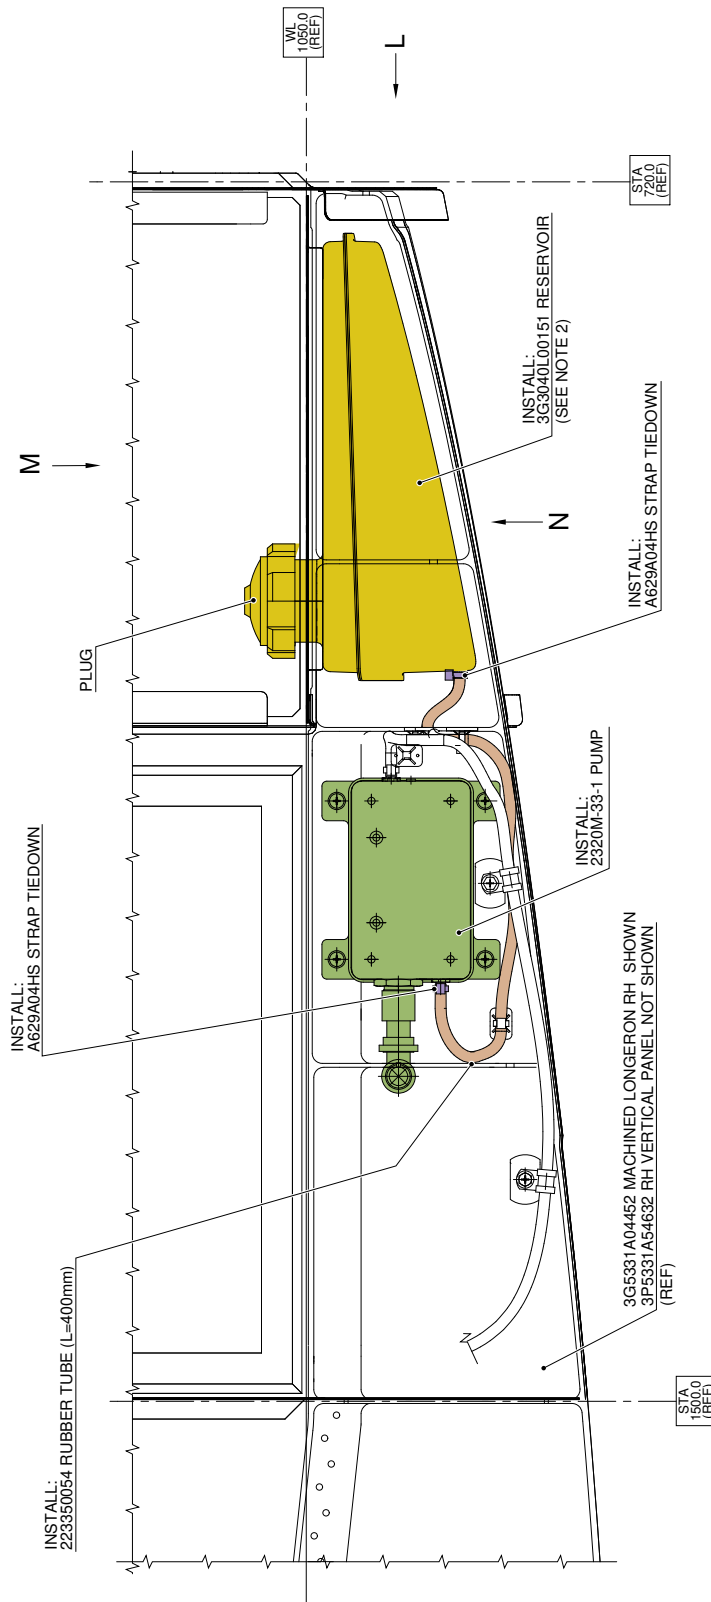 INSTALL:
223350054 RUBBER TUBE (L=400mm)
INSTALL:
A629A04HS STRAP TIEDOWN
PLUG
M
WL
1050.0
(REF)
L
STA
720.0
(REF)
INSTALL:
3G3040L00151 RESERVOIR
(SEE NOTE 2)
N
INSTALL:
A629A04HS STRAP TIEDOWN
INSTALL:
2320M-33-1 PUMP
3G5331A04452 MACHINED LONGERON RH SHOWN
3P5331A54632 RH VERTICAL PANEL NOT SHOWN
(REF)
STA
1500.0
(REF)